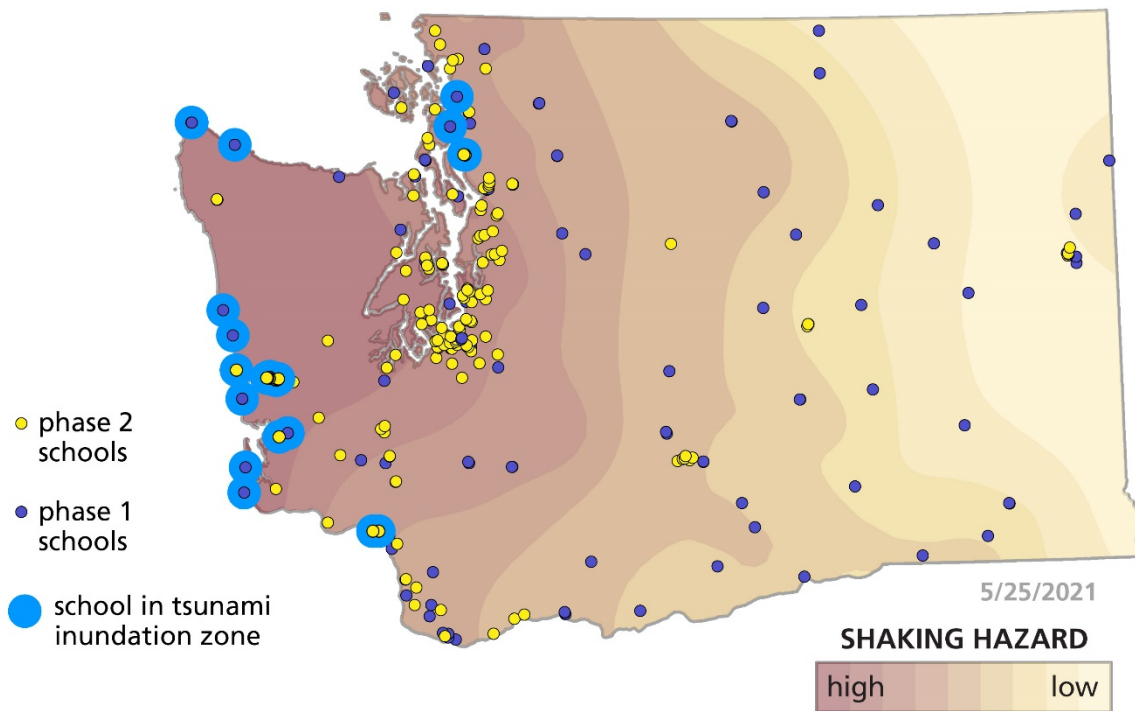 phase 2
schools
phase 1
schools
school in tsunami
inundation zone
5/25/2021
SHAKING HAZARD
high low